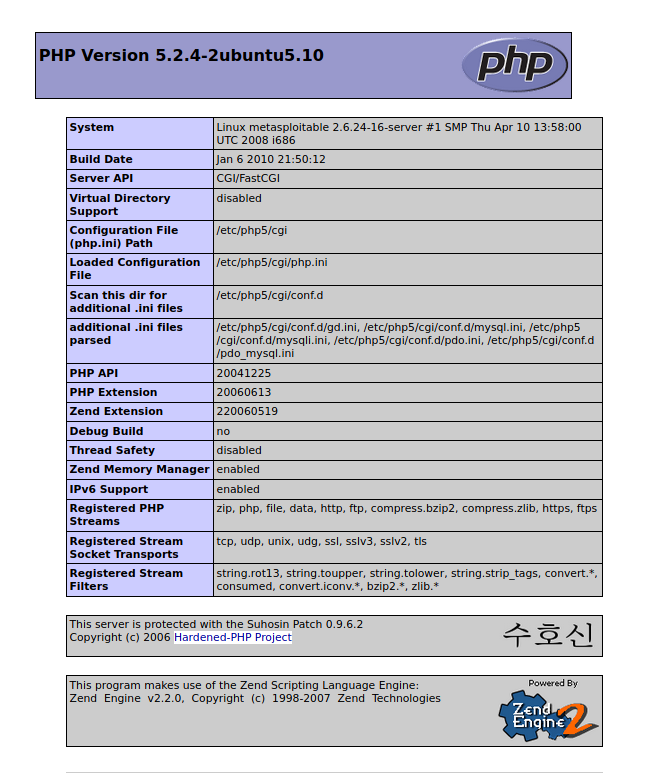 PHP Version 5.2.4-2ubuntu5.10
php
System
Linux metasploitable 2.6.24-16-server #1 SMP Thu Apr 10 13:58:00
UTC 2008 i686
Build Date
Jan 6 2010 21:50:12
Server API
CGI/FastCGI
Virtual Directory
Support
disabled
Configuration File
(php.ini) Path
/etc/php5/cgi
Loaded Configuration
File
/etc/php5/cgi/php.ini
Scan this dir for
additional .ini files
/etc/php5/cgi/conf.d
additional .ini files
parsed
/etc/php5/cgi/conf.d/gd.ini, /etc/php5/cgi/conf.d/mysql.ini, /etc/php5
/cgi/conf.d/mysqli.ini, /etc/php5/cgi/conf.d/pdo.ini, /etc/php5/cgi/conf.d
/pdo_mysql.ini
PHP API
20041225
PHP Extension
20060613
Zend Extension
220060519
Debug Build
no
Thread Safety
disabled
Zend Memory Manager
enabled
IPv6 Support
enabled
Registered PHP
Streams
zip, php, file, data, http, ftp, compress.bzip2, compress.zlib, https, ftps
Registered Stream
Socket Transports
tcp, udp, unix, udg, ssl, sslv3, sslv2, tls
Registered Stream
Filters
string.rot13, string.toupper, string.tolower, string.strip_tags, convert.*,
consumed, convert.iconv.*, bzip2.*, zlib.*
This server is protected with the Suhosin Patch 0.9.6.2
Copyright (c) 2006 Hardened-PHP Project
수호신
This program makes use of the Zend Scripting Language Engine:
Zend Engine v2.2.0, Copyright (c) 1998-2007 Zend Technologies
Powered By
Zend
Engine 2